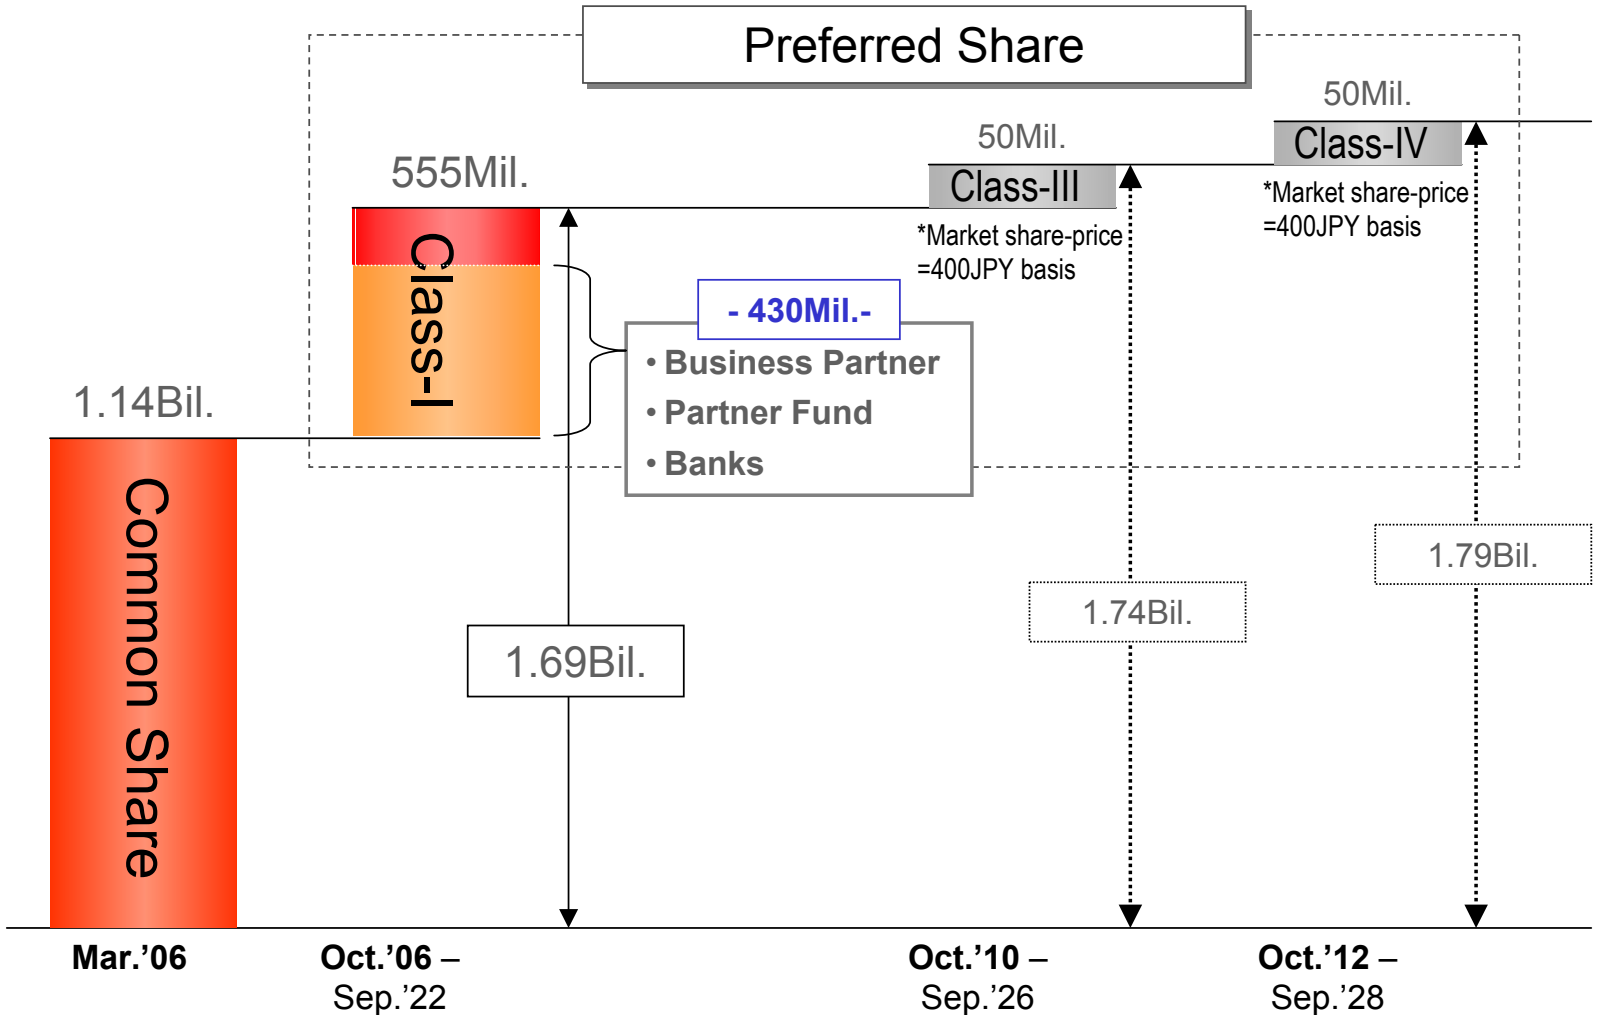 Preferred Share
50Mil.
Class-IV
*Market share-price
=400JPY basis
50Mil.
Class-III
*Market share-price
=400JPY basis
555Mil.
Class-I
- 430Mil.-
• Business Partner
• Partner Fund
• Banks
1.14Bil.
Common Share
1.69Bil.
1.74Bil.
1.79Bil.
Mar.’06
Oct.’06 –
Sep.’22
Oct.’10 –
Sep.’26
Oct.’12 –
Sep.’28